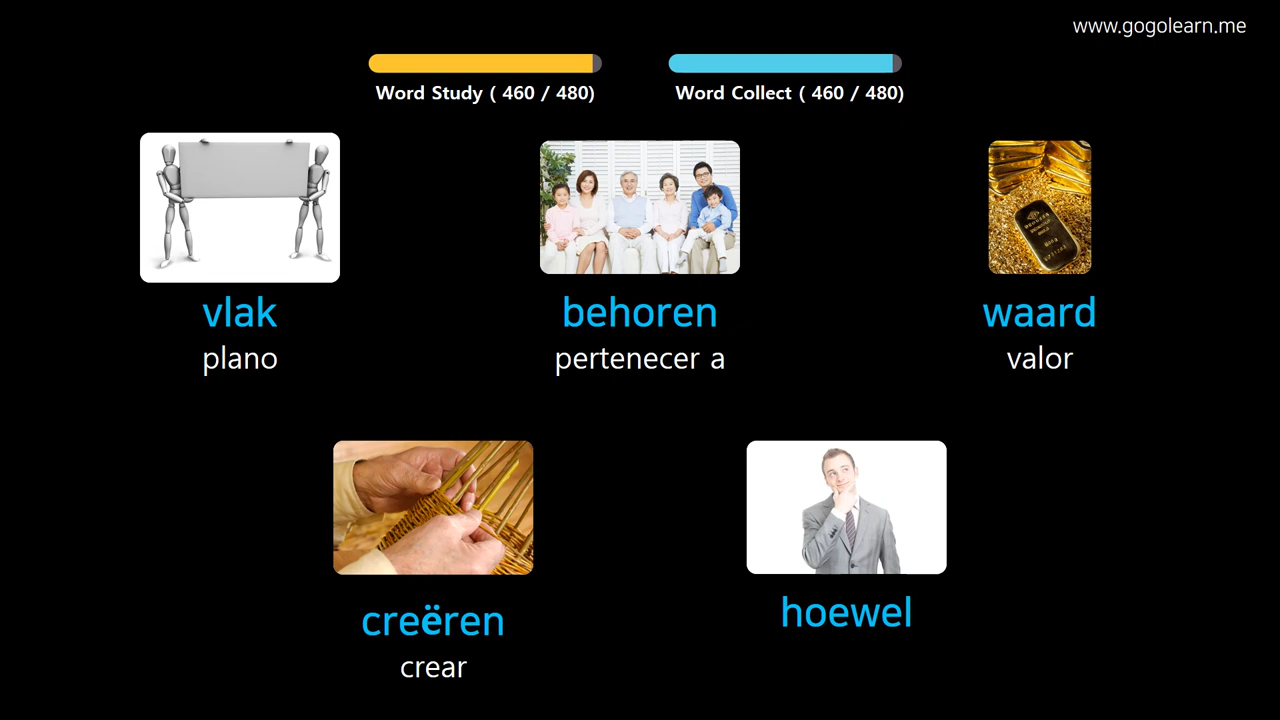 www.gogolearn.me
Word Study ( 460 / 480)
Word Collect ( 460 / 480)
vlak
plano
behoren
pertenecer a
waard
valor
creëren
crear
hoewel